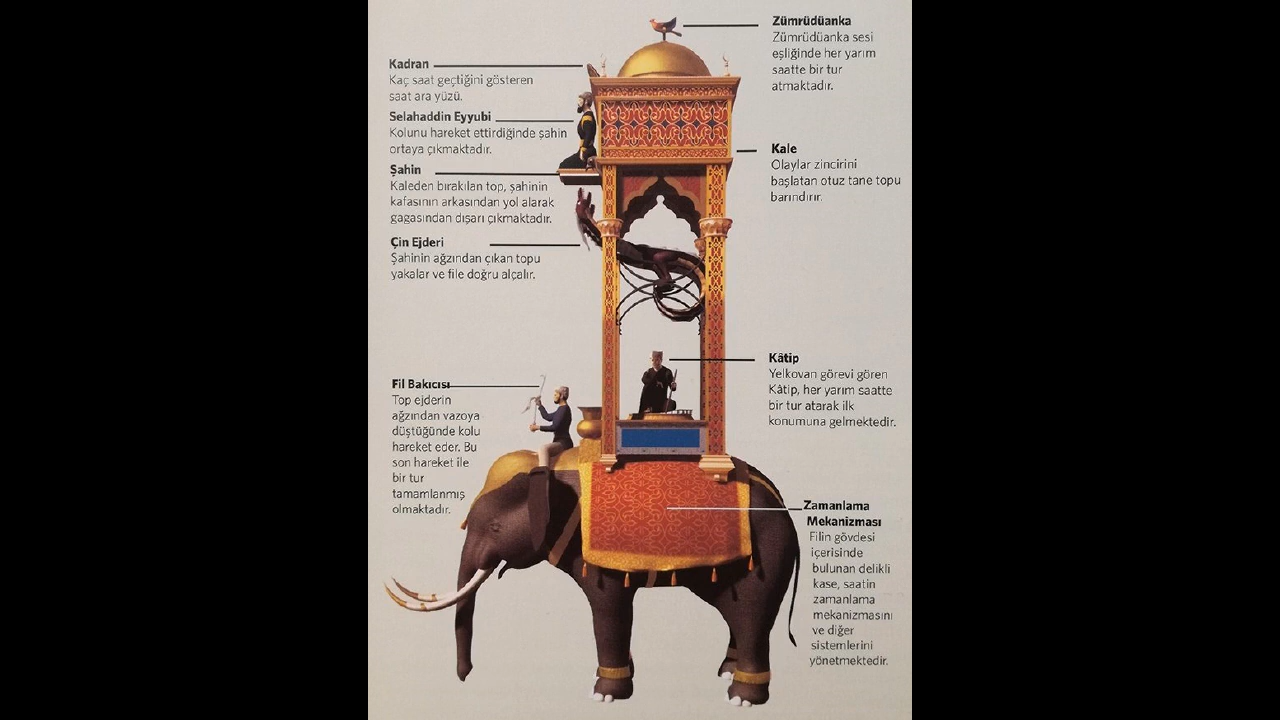 Zümrüdüanka
Zümrüdüanka sesi
eşliğinde her yarım
saatte bir tur
atmaktadır.
Kadran
Kaç saat geçtiğini gösteren
saat ara yüzü.
Selahaddin Eyyubi
Kolunu hareket ettirdiğinde şahin
ortaya çıkmaktadır.
Kale
Olaylar zincirini
başlatan otuz tane topu
barındırır.
Şahin
Kaleden bırakılan top, şahinin
kafasının arkasından yol alarak
gagasından dışarı çıkmaktadır.
Çin Ejderi
Şahinin ağzından çıkan topu
yakalar ve file doğru alçalır.
Kâtip
Yelkovan görevi gören
Kâtip, her yarım saatte
bir tur atarak ilk
konumuna gelmektedir.
Fil Bakıcısı
Top ejderin
ağzından vazoya
düştüğünde kolu
hareket eder. Bu
son hareket ile
bir tur
tamamlanmış
olmaktadır.
Zamanlama
Mekanizması
Filin gövdesi
içerisinde
bulunan delikli
kase, saatin
zamanlama
mekanizmasını
ve diğer
sistemlerini
yönetmektedir.